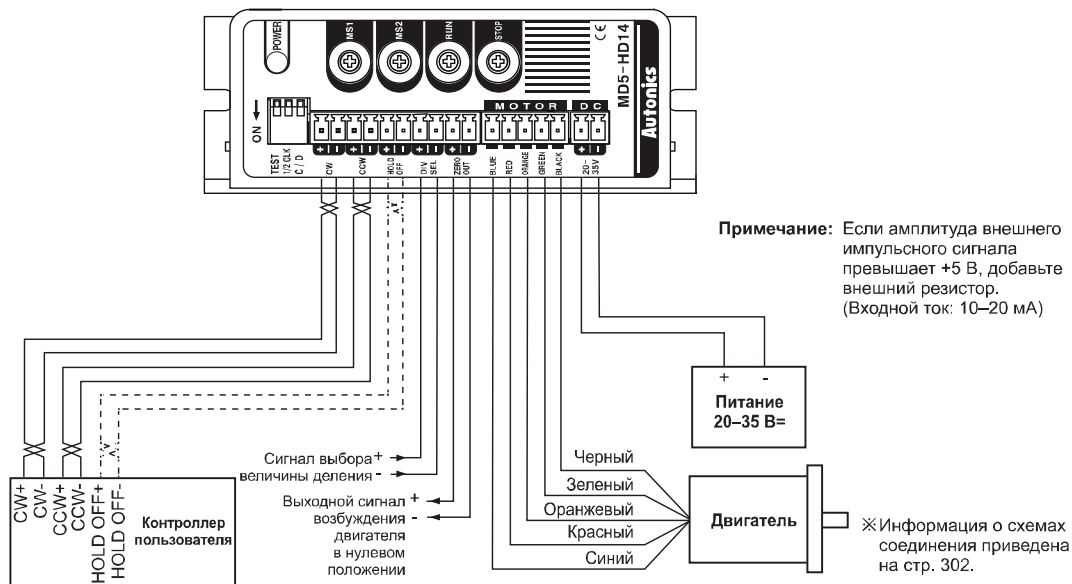 POWER
MS1
MS2
RUN
STOP
CE
MD5-HD14
Autonics
MOTOR
DC
ON
TEST
1/2 CLK
C / D
+ - + - + - + - + -
CW
CCW
HOLD
OFF
DIV
SEL
ZERO
OUT
BLUE
RED
ORANGE
GREEN
BLACK
+ -
20-
35V
Примечание: Если амплитуда внешнего
импульсного сигнала
превышает +5 В, добавьте
внешний резистор.
(Входной ток: 10–20 мА)
+ -
Питание
20–35 В=
Сигнал выбора +
величины деления -
Выходной сигнал +
возбуждения -
двигателя
в нулевом
положении
Черный
Зеленый
Оранжевый
Красный
Синий
Двигатель
CW+
CW-
CCW+
CCW-
HOLD OFF+
HOLD OFF-
Контроллер
пользователя
※Информация о схемах
соединения приведена
на стр. 302.